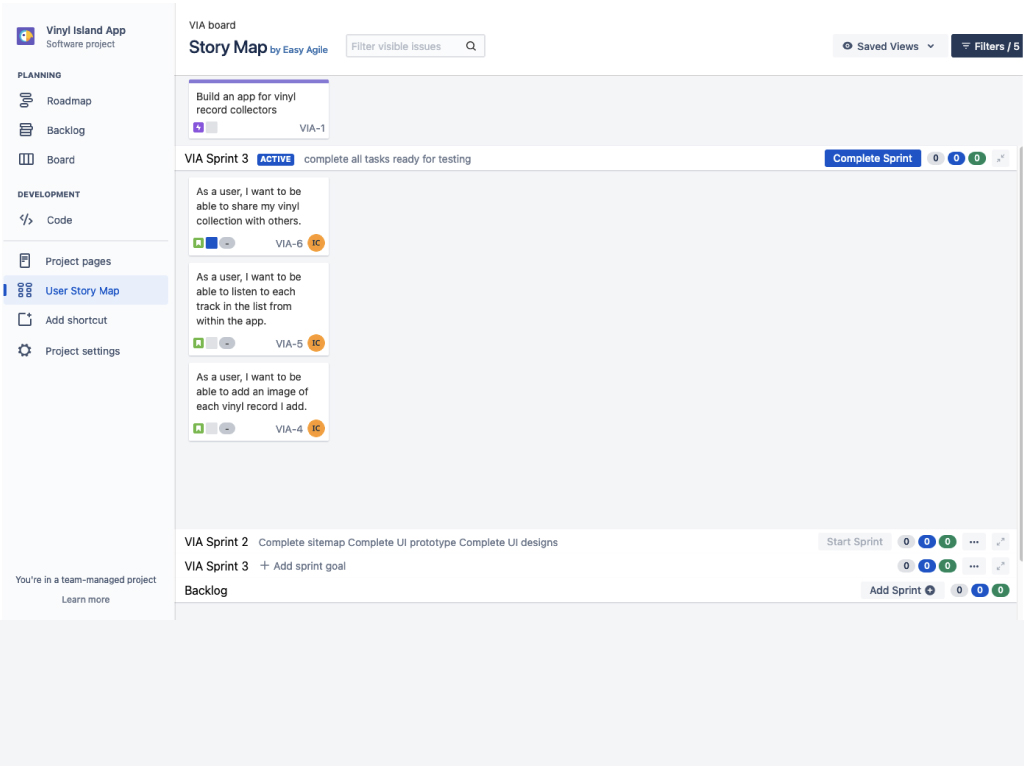 Vinyl Island App
Software project
PLANNING
Roadmap
Backlog
Board
DEVELOPMENT
Code
Project pages
User Story Map
Add shortcut
Project settings
You're in a team-managed project
Learn more
VIA board
Story Map by Easy Agile
Filter visible issues
Saved Views
Filters / 5
Build an app for vinyl
record collectors
VIA-1
VIA Sprint 3 ACTIVE complete all tasks ready for testing
Complete Sprint 0 0 0
As a user, I want to be
able to share my vinyl
collection with others.
- VIA-6 IC
As a user, I want to be
able to listen to each
track in the list from
within the app.
- VIA-5 IC
As a user, I want to be
able to add an image of
each vinyl record I add.
- VIA-4 IC
VIA Sprint 2 Complete sitemap Complete UI prototype Complete UI designs
Start Sprint 0 0 0 ...
VIA Sprint 3 + Add sprint goal
0 0 0 ...
Backlog
Add Sprint 0 0 0